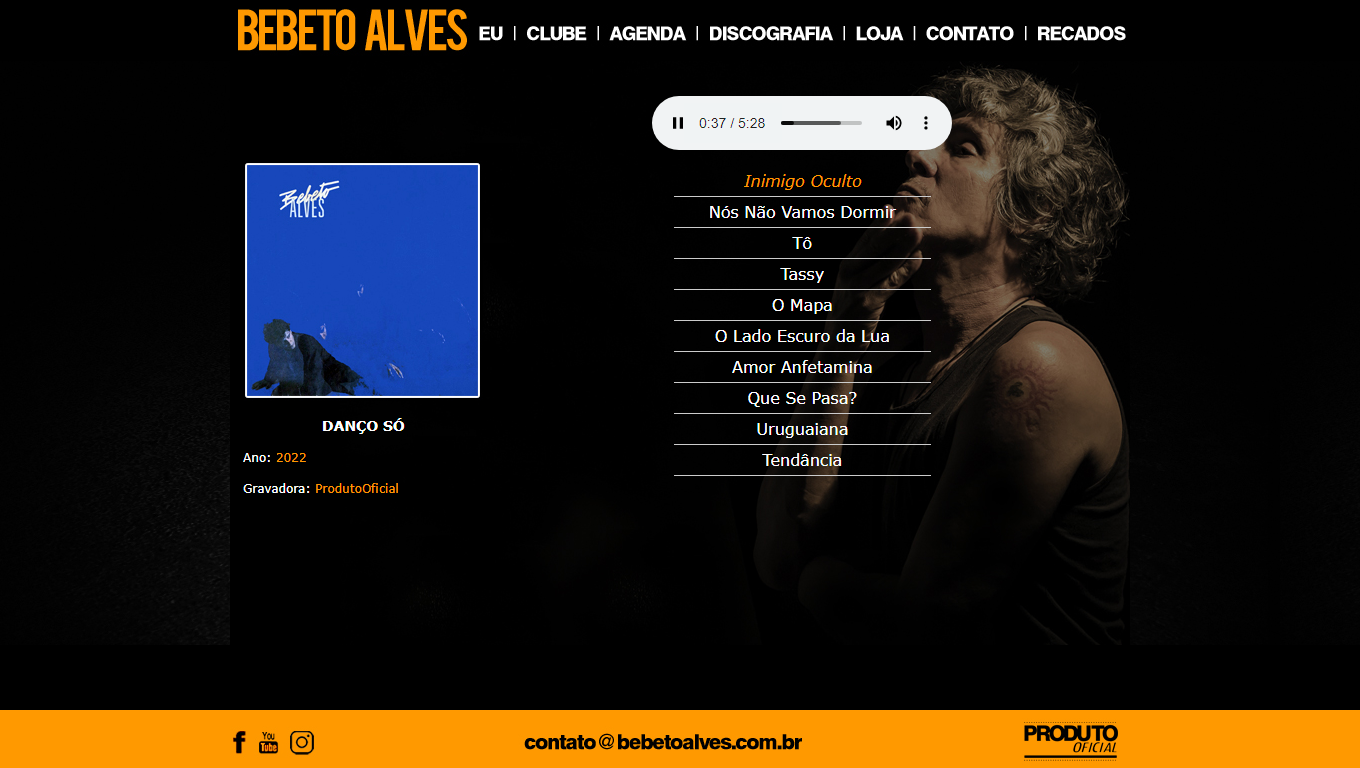 BEBETO ALVES
EU | CLUBE | AGENDA | DISCOGRAFIA | LOJA | CONTATO | RECADOS
0:37 / 5:28
Bebeto
ALVES
Inimigo Oculto
Nós Não Vamos Dormir
Tô
Tassy
O Mapa
O Lado Escuro da Lua
Amor Anfetamina
Que Se Pasa?
Uruguaiana
Tendância
DANÇO SÓ
Ano: 2022
Gravadora: ProdutoOficial
f
You
Tube
contato@bebetoalves.com.br
PRODUTO
OFICIAL